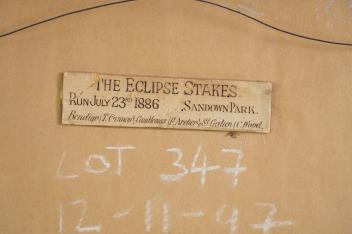 THE ECLIPSE STAKES
RUN JULY 23RD 1886 SANDOWN PARK.
Bendigo (T. Cannon) Candlemas (F. Archer) St Gatien (C. Wood)
LOT 347
12-11-97